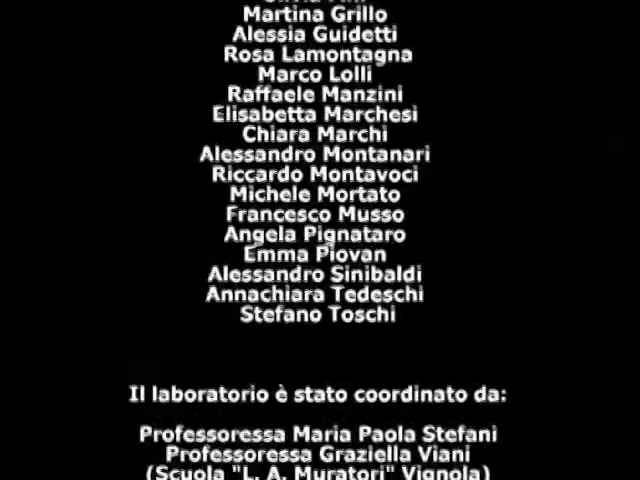 Martina Grillo
Alessia Guidetti
Rosa Lamontagna
Marco Lolli
Raffaele Manzini
Elisabetta Marchesi
Chiara Marchi
Alessandro Montanari
Riccardo Montavoci
Michele Mortato
Francesco Musso
Angela Pignataro
Emma Piovan
Alessandro Sinibaldi
Annachiara Tedeschi
Stefano Toschi
Il laboratorio è stato coordinato da:
Professoressa Maria Paola Stefani
Professoressa Graziella Viani
(Scuola "L. A. Muratori" Vignola)